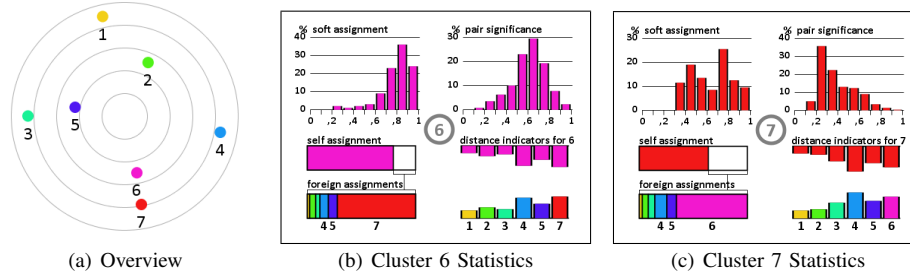 1
2
3
5
4
6
7
(a) Overview
% soft assignment
40
30
20
10
0
0 ,2 ,4 ,6 ,8 1
% pair significance
30
20
10
0
0 ,2 ,4 ,6 ,8 1
6
self assignment
distance indicators for 6
foreign assignments
4 5 7
1 2 3 4 5 7
(b) Cluster 6 Statistics
% soft assignment
30
20
10
0
0 ,2 ,4 ,6 ,8 1
% pair significance
40
30
20
10
0
0 ,2 ,4 ,6 ,8 1
7
self assignment
distance indicators for 7
foreign assignments
4 5 6
1 2 3 4 5 6
(c) Cluster 7 Statistics